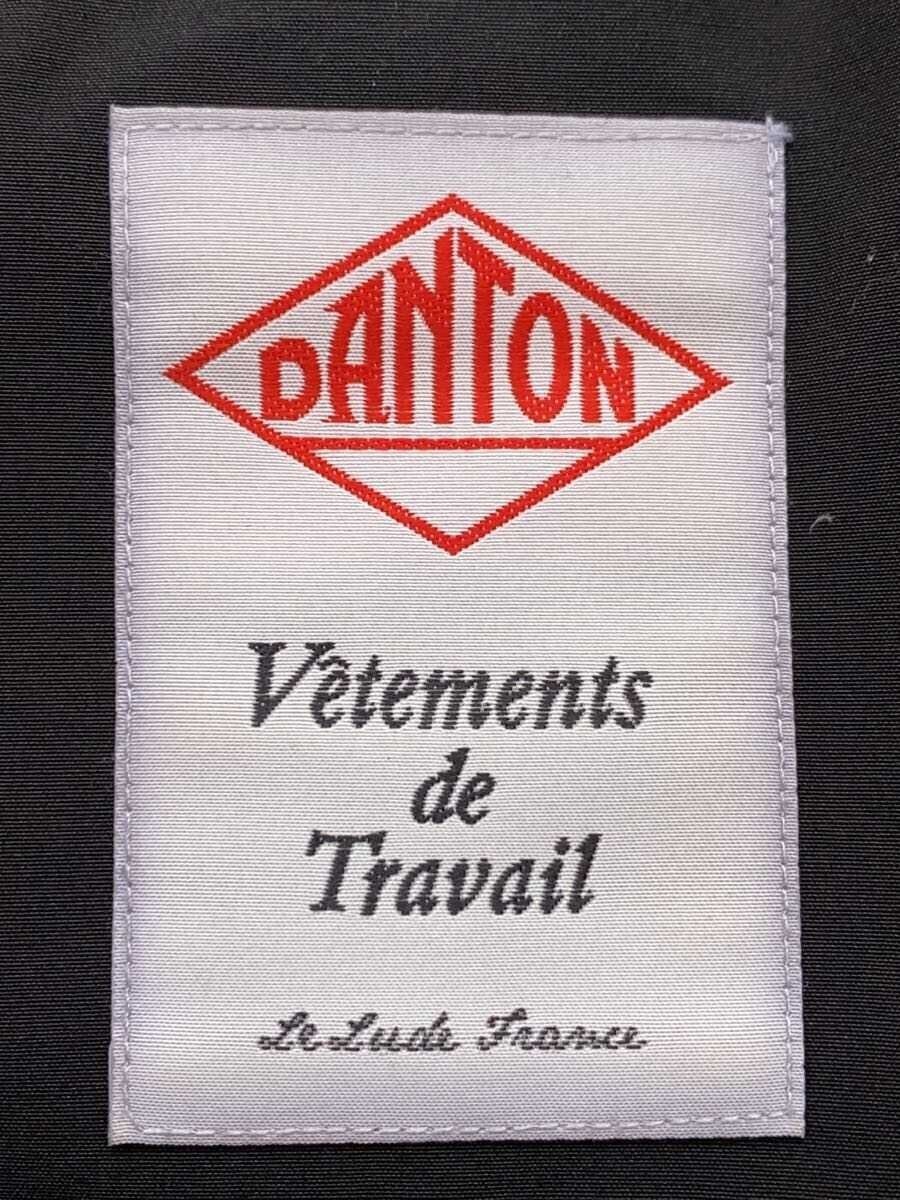 DANTON
Vêtements
de
Travail
Le Lude France